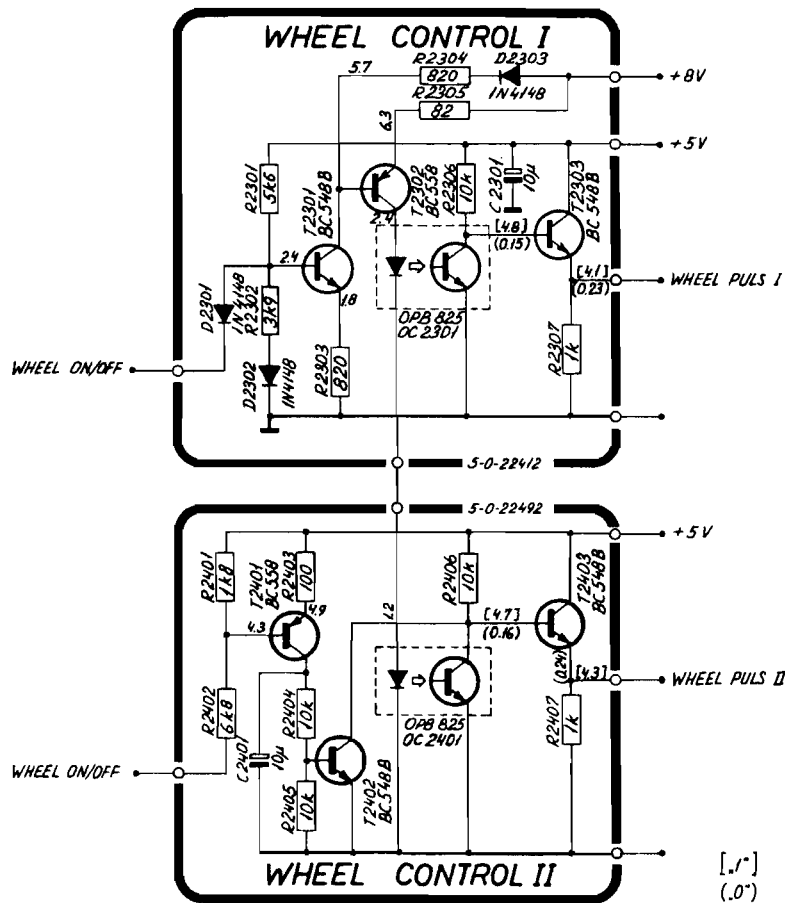 WHEEL CONTROL I
5.7
R2304
820
D2303
1N4148
+8V
R2305
82
6.3
+5V
R2301
5k6
T2301
BC548B
T2302
BC558
R2306
10k
C2301
10µ
T2303
BC548B
2.4
2.4
[4.8]
(0.15)
1.8
D2301
1N4148
R2302
3k9
OPB 825
OC 2301
[4.1]
(0.23)
WHEEL PULS I
R2307
1k
WHEEL ON/OFF
D2302
1N4148
R2303
820
5-0-22412
5-0-22492
+5V
R2401
1k8
T2401
BC558
R2403
100
R2406
10k
T2403
BC548B
4.9
4.3
1.2
[4.7]
(0.16)
(0.24)
[4.3]
WHEEL PULS II
R2402
6k8
R2404
10k
OPB 825
OC 2401
R2407
1k
C2401
10µ
WHEEL ON/OFF
R2405
10k
T2402
BC548B
WHEEL CONTROL II
[„1"]
(„0")